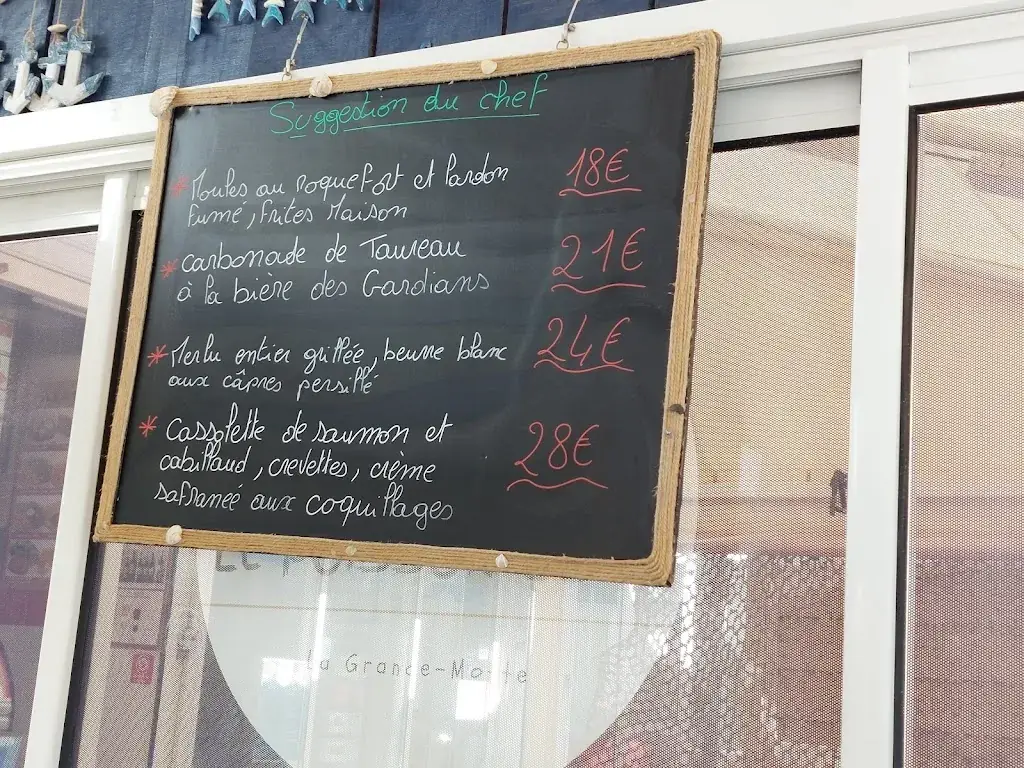 Suggestion du chef
* Moules au roquefort et lardon 18€
fumé, frites Maison
* carbonade de Taureau 21€
à la bière des Gardians
* Merlu entier grillée, beurre blanc 24€
aux câpres persillé
* Cassolette de saumon et 28€
cabillaud, crevettes, crème
safraneé aux coquillages
La Grande-Motte